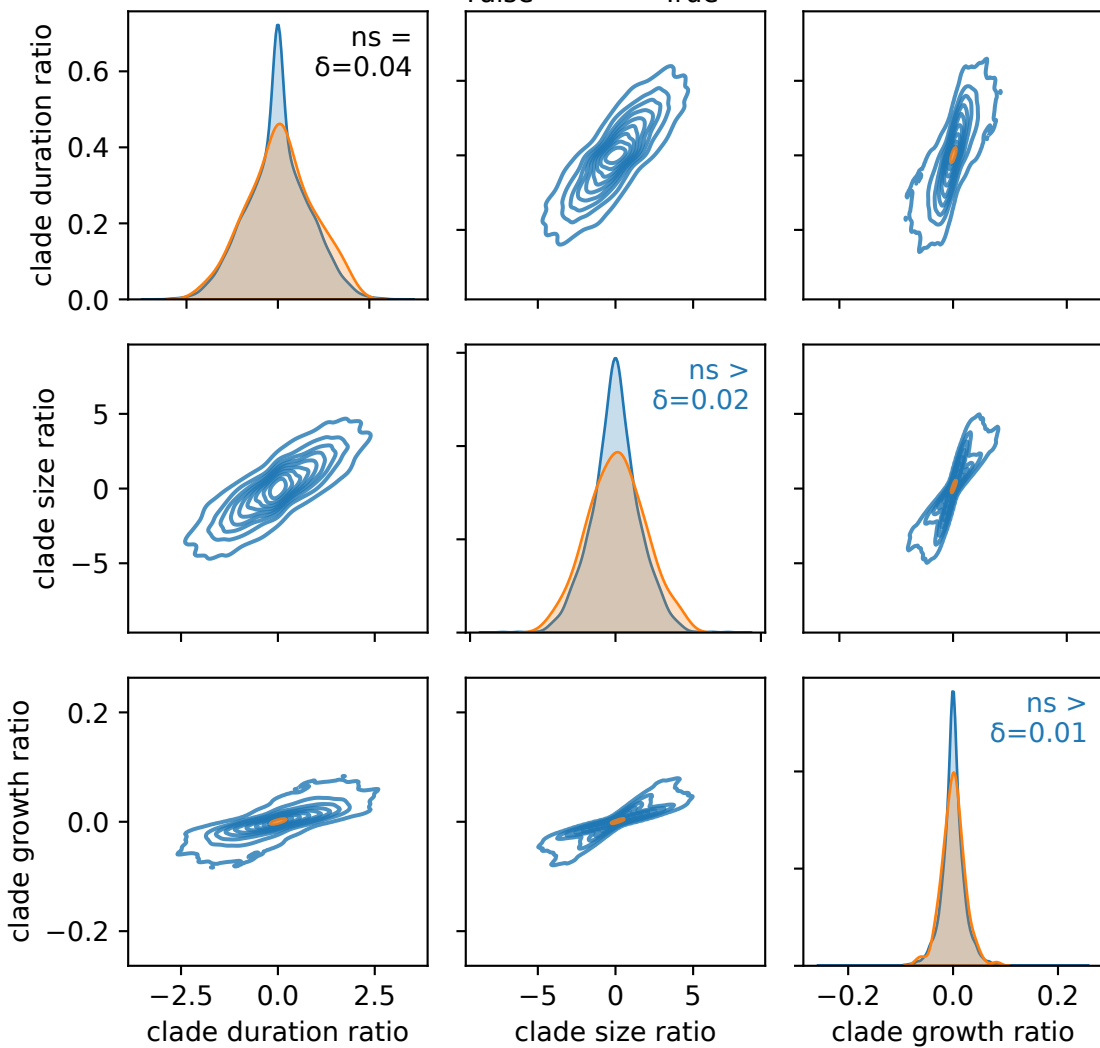 clade duration ratio
0.6
0.4
0.2
0.0
ns =
δ=0.04
clade size ratio
5
0
−5
ns >
δ=0.02
clade growth ratio
0.2
0.0
−0.2
ns >
δ=0.01
−2.5 0.0 2.5
−5 0 5
−0.2 0.0 0.2
clade duration ratio
clade size ratio
clade growth ratio